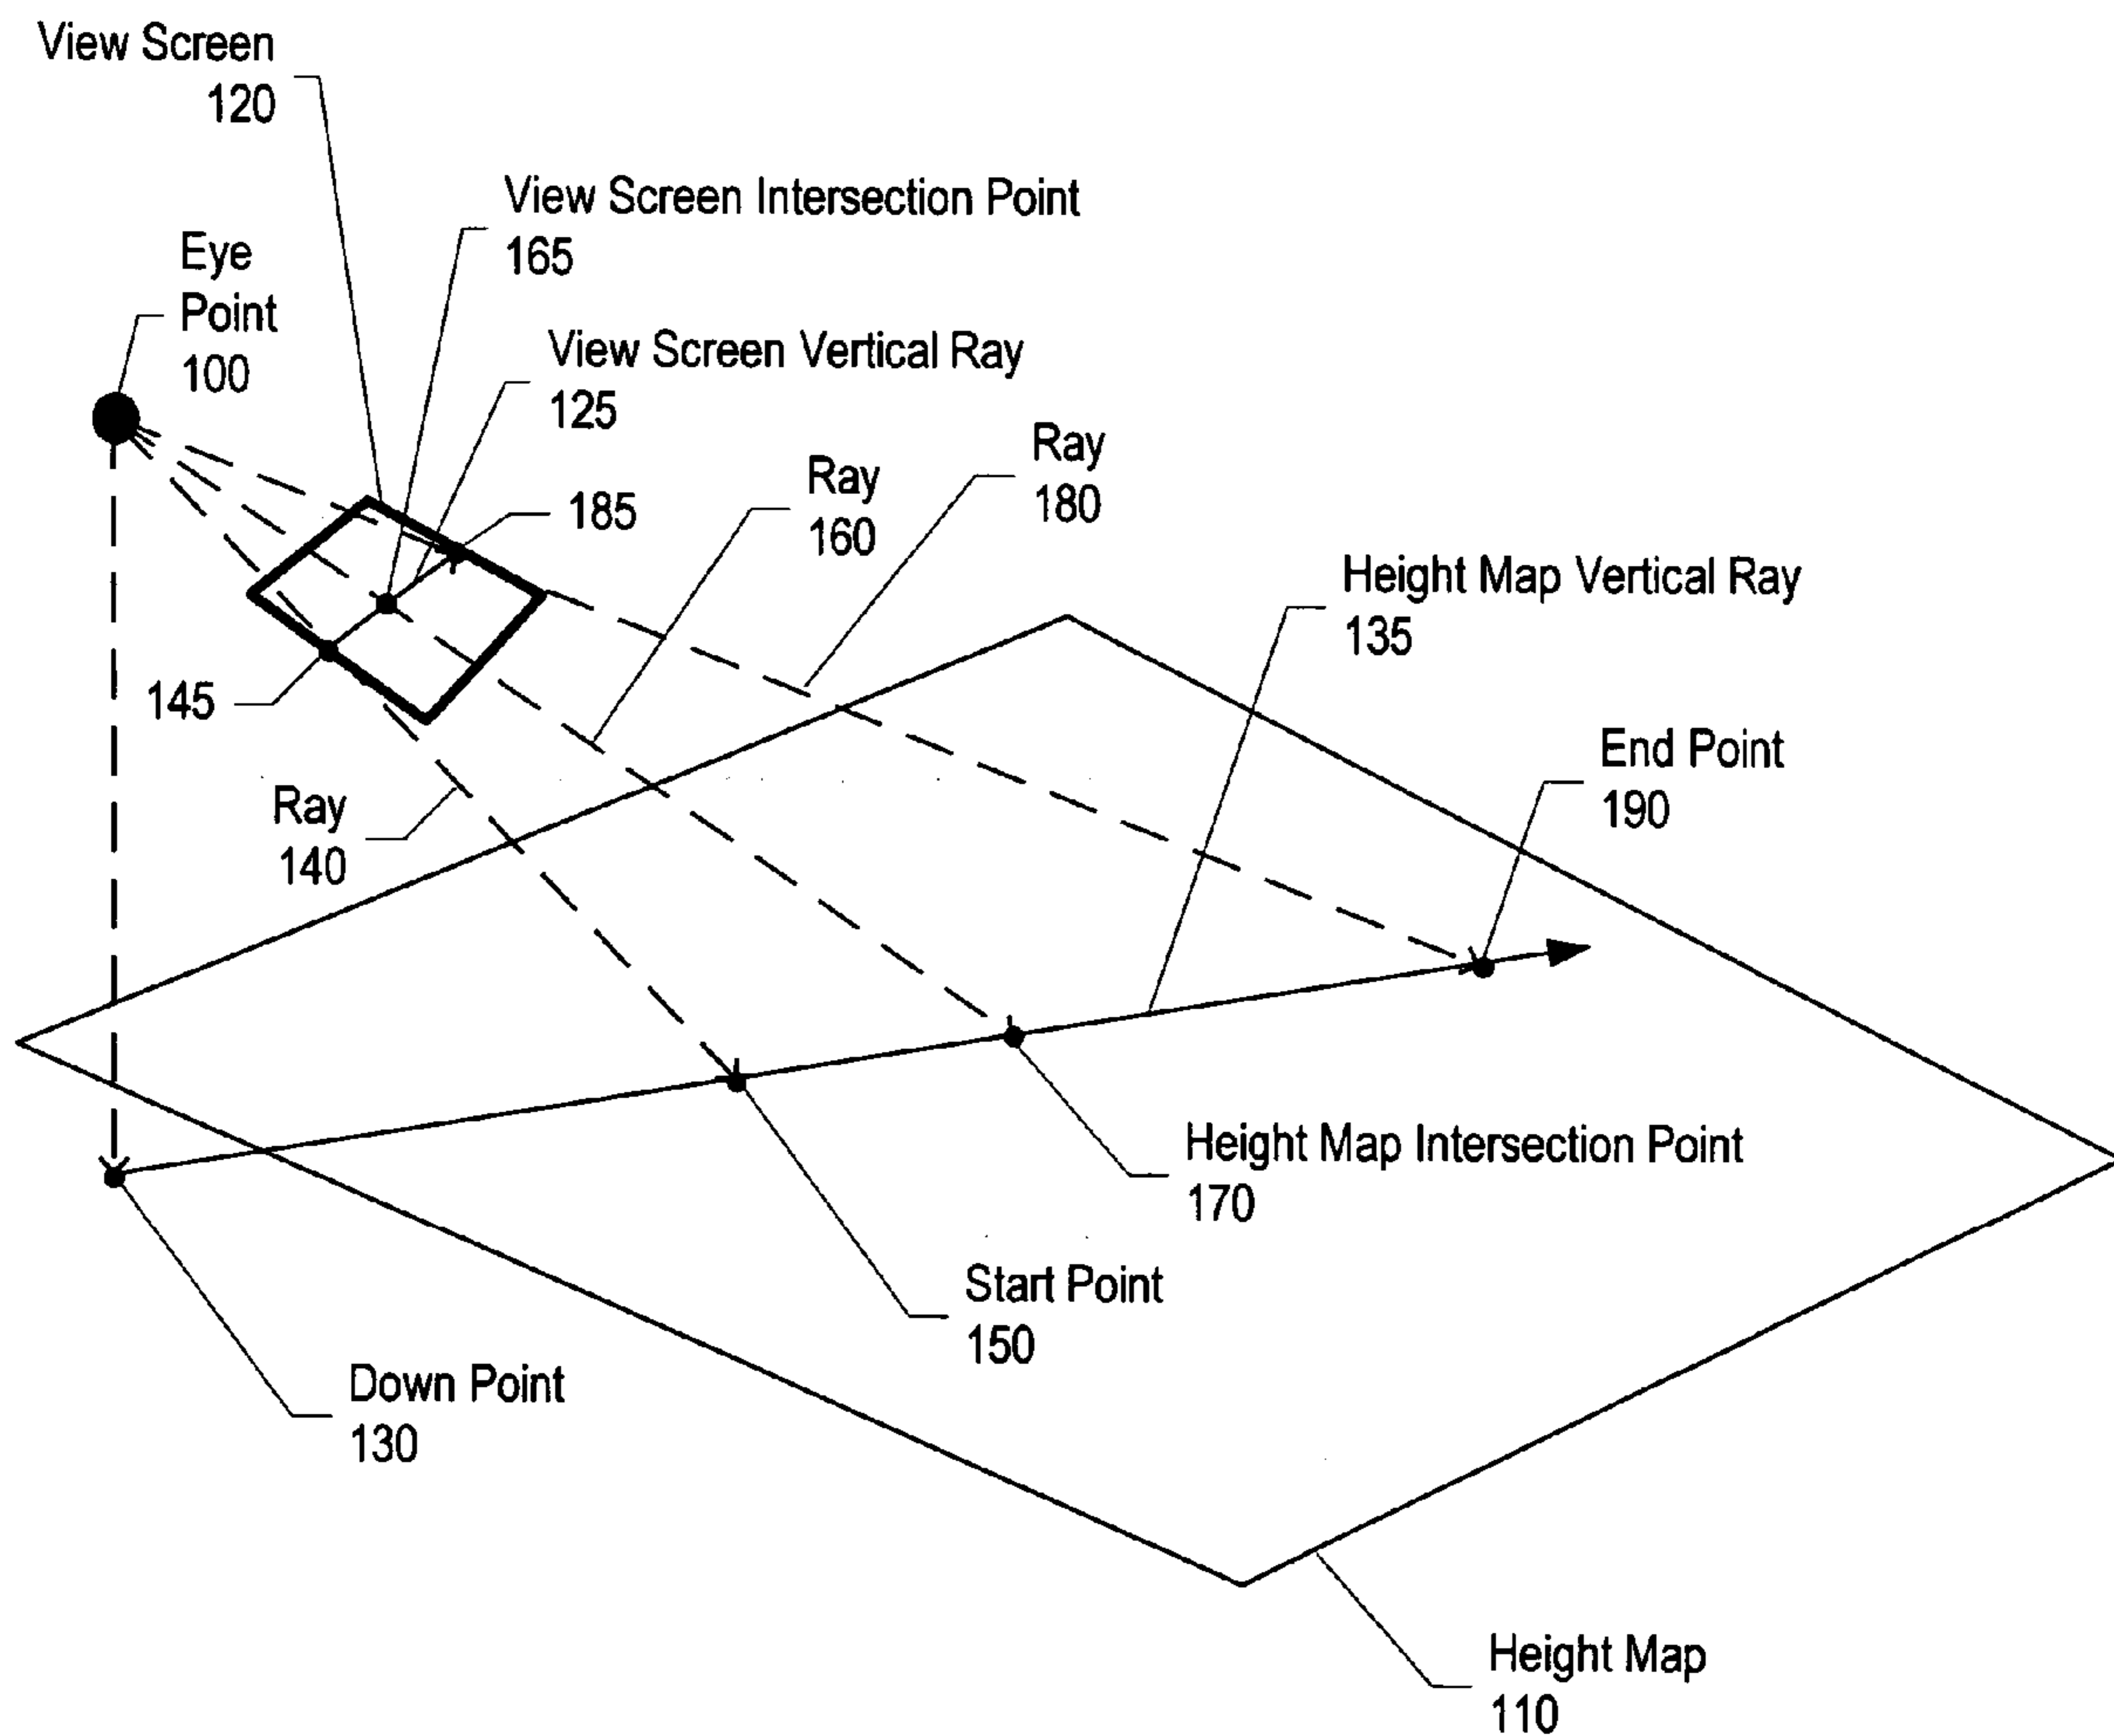 View Screen
120
View Screen Intersection Point
165
Eye
Point
100
View Screen Vertical Ray
125
Ray
180
Ray
160
185
Height Map Vertical Ray
135
145
End Point
190
Ray
140
Height Map Intersection Point
170
Start Point
150
Down Point
130
Height Map
110